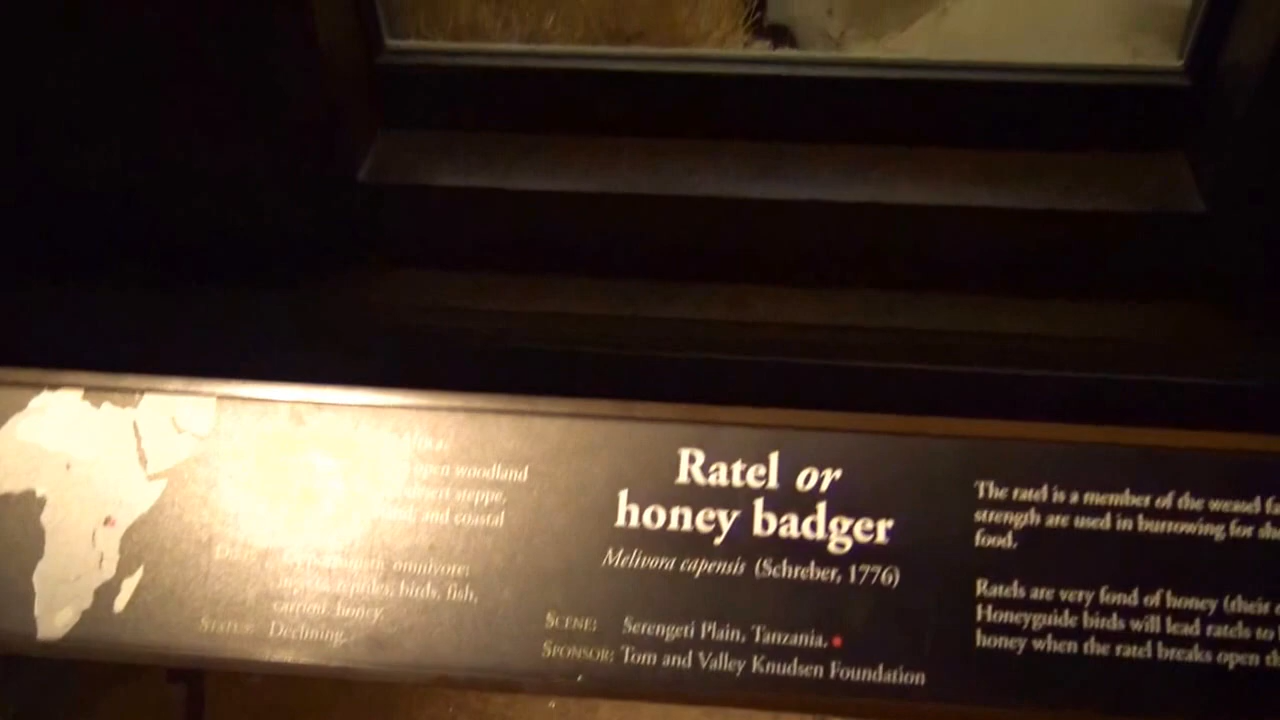 open woodland
steppe,
and coastal
omnivore:
reptiles, birds, fish,
carrion, honey.
STATUS: Declining.
Ratel or
honey badger
Melivora capensis (Schreber, 1776)
SCENE: Serengeti Plain, Tanzania.
SPONSOR: Tom and Valley Knudsen Foundation
The ratel is a member of the weasel
strength are used in burrowing, for
food.
Ratels are very fond of honey (their
Honeyguide birds will lead ratels to
honey when the ratel breaks open